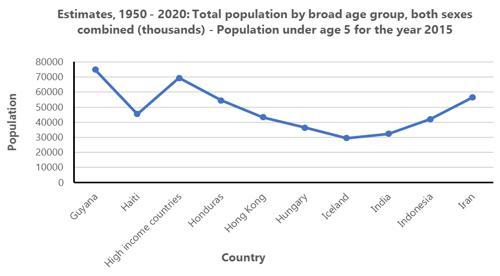 Estimates, 1950 - 2020: Total population by broad age group, both sexes
combined (thousands) - Population under age 5 for the year 2015
Population
80000
70000
60000
50000
40000
30000
20000
10000
0
Guyana
Haiti
High income countries
Honduras
Hong Kong
Hungary
Iceland
India
Indonesia
Iran
Country